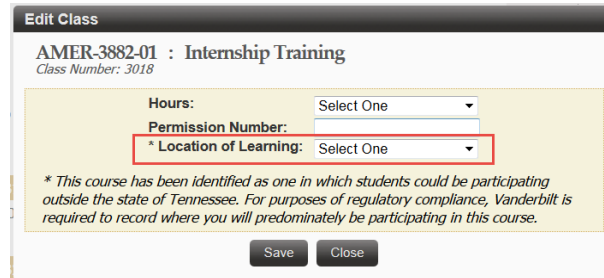 Edit Class
AMER-3882-01 : Internship Training
Class Number: 3018
Hours: Select One
Permission Number:
* Location of Learning: Select One
* This course has been identified as one in which students could be participating
outside the state of Tennessee. For purposes of regulatory compliance, Vanderbilt is
required to record where you will predominately be participating in this course.
Save Close